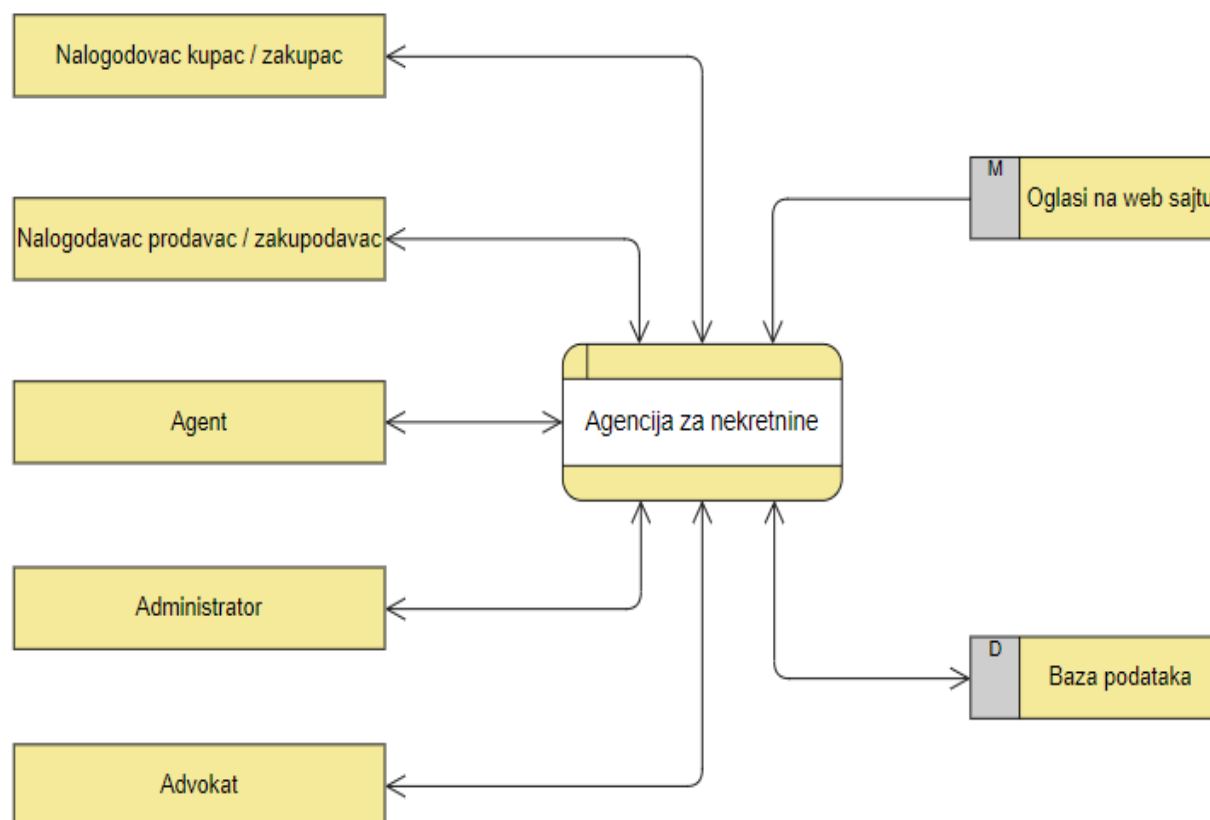 Nalogodovac kupac / zakupac
M
Oglasi na web sajtu
Nalogodavac prodavac / zakupodavac
Agent
Agencija za nekretnine
Administrator
D
Baza podataka
Advokat